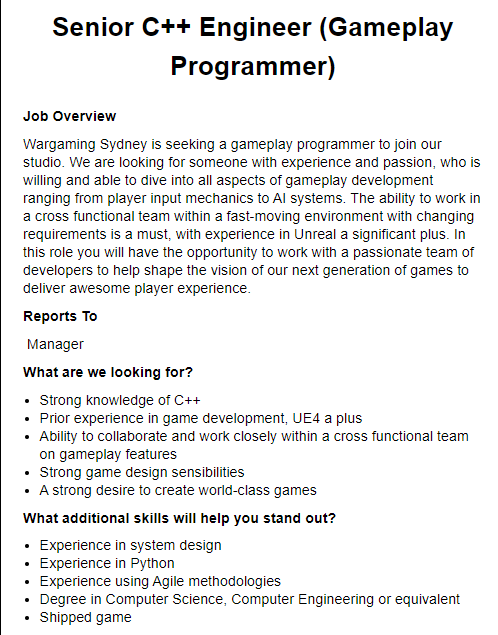 Senior C++ Engineer (Gameplay
Programmer)
Job Overview
Wargaming Sydney is seeking a gameplay programmer to join our
studio. We are looking for someone with experience and passion, who is
willing and able to dive into all aspects of gameplay development
ranging from player input mechanics to AI systems. The ability to work in
a cross functional team within a fast-moving environment with changing
requirements is a must, with experience in Unreal a significant plus. In
this role you will have the opportunity to work with a passionate team of
developers to help shape the vision of our next generation of games to
deliver awesome player experience.
Reports To
Manager
What are we looking for?
• Strong knowledge of C++
• Prior experience in game development, UE4 a plus
• Ability to collaborate and work closely within a cross functional team
on gameplay features
• Strong game design sensibilities
• A strong desire to create world-class games
What additional skills will help you stand out?
• Experience in system design
• Experience in Python
• Experience using Agile methodologies
• Degree in Computer Science, Computer Engineering or equivalent
• Shipped game